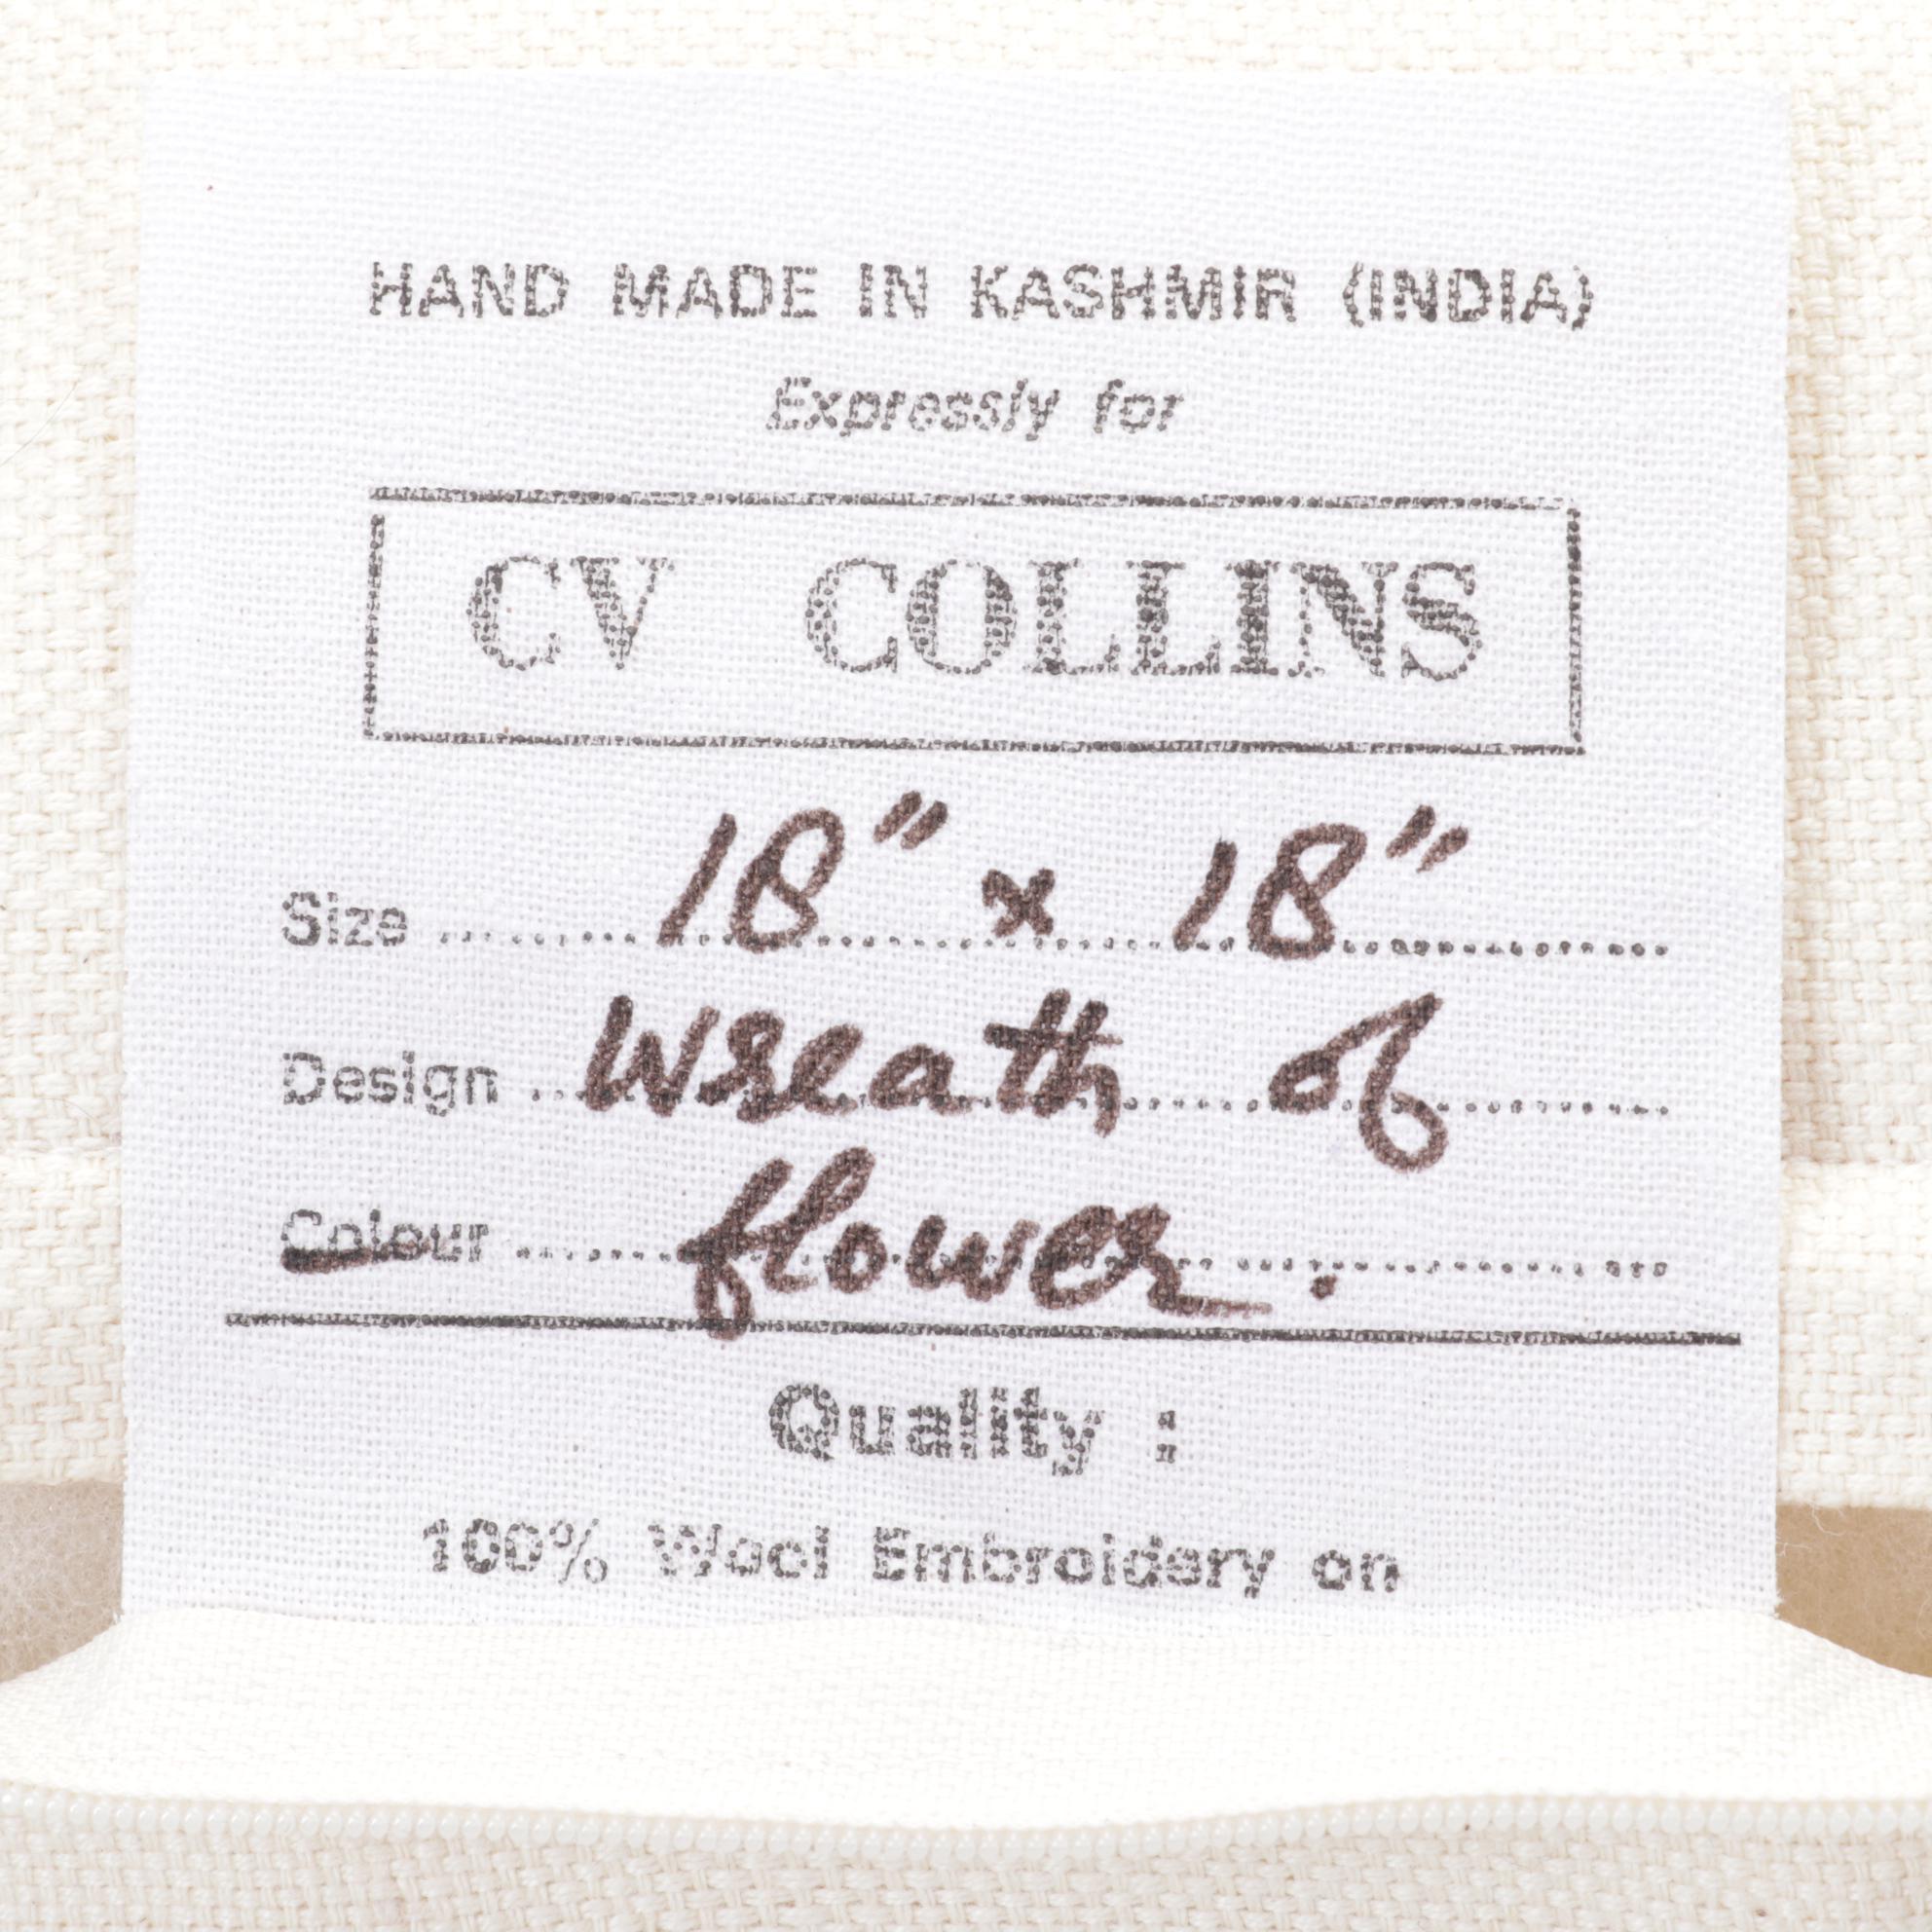 HAND MADE IN KASHMIR (INDIA)
Expressly for
CV COLLINS
Size 18" x 18"
Design Wreath of
Colour flower.
Quality :
100% Wool Embroidery on